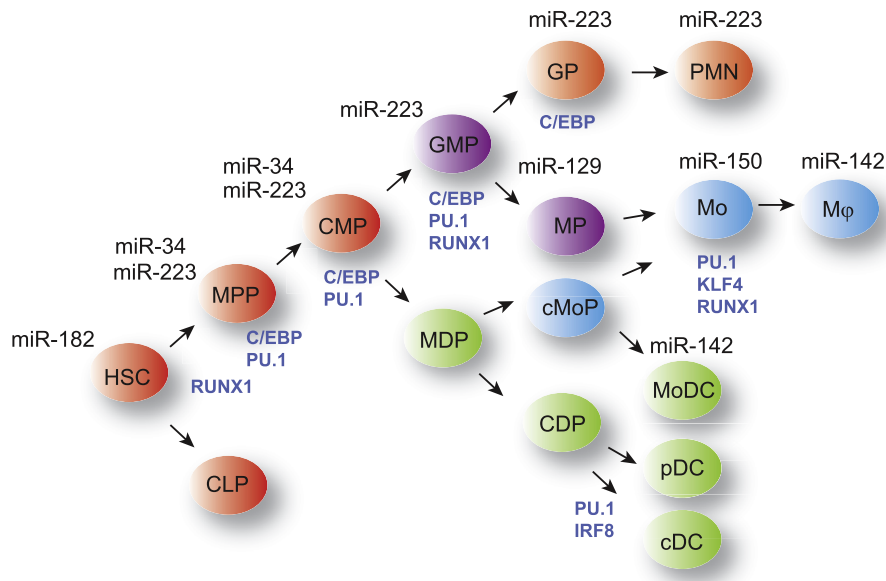 miR-223
miR-223
GP
PMN
C/EBP
miR-223
GMP
C/EBP
PU.1
RUNX1
miR-129
MP
miR-150
Mo
PU.1
KLF4
RUNX1
miR-142
Mφ
miR-34
miR-223
CMP
C/EBP
PU.1
miR-34
miR-223
MPP
C/EBP
PU.1
cMoP
MDP
miR-182
HSC
RUNX1
miR-142
MoDC
CDP
PU.1
IRF8
pDC
cDC
CLP